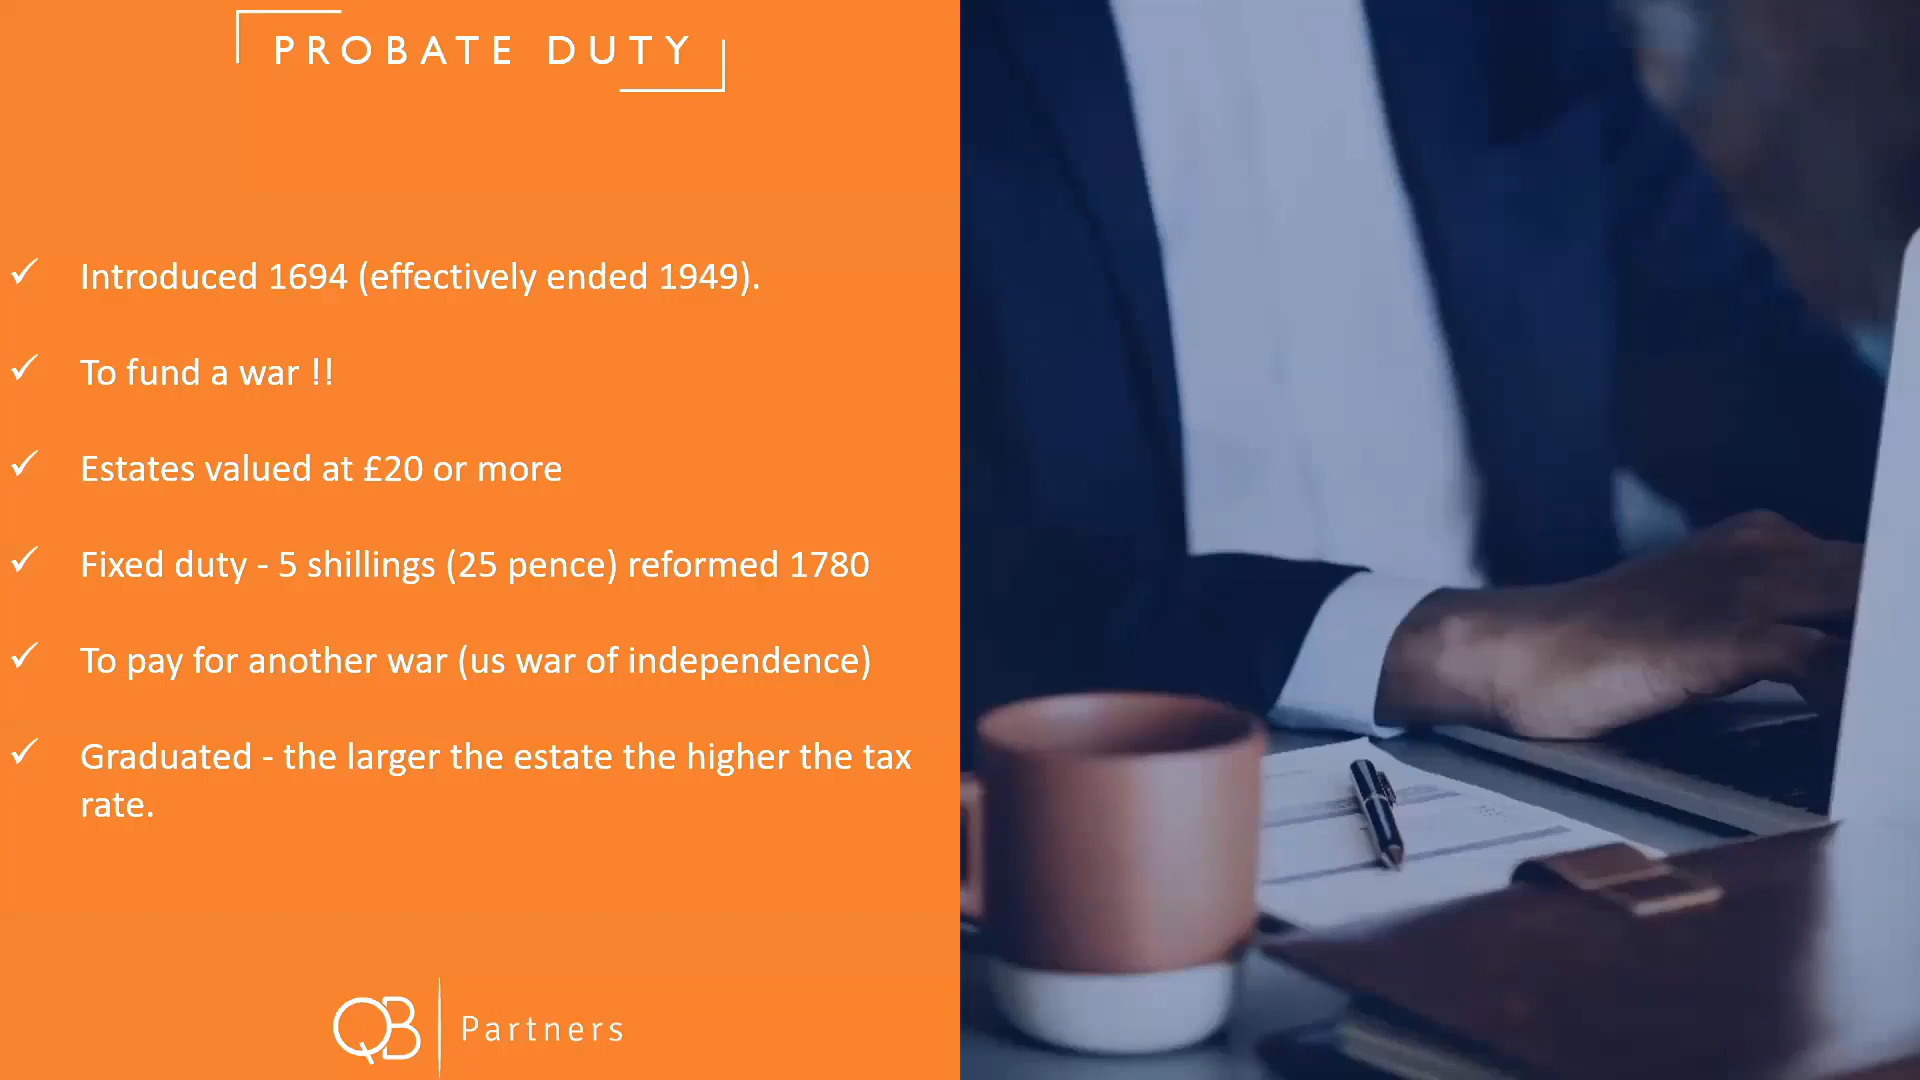 PROBATE DUTY
✓ Introduced 1694 (effectively ended 1949).
✓ To fund a war !!
✓ Estates valued at £20 or more
✓ Fixed duty - 5 shillings (25 pence) reformed 1780
✓ To pay for another war (us war of independence)
✓ Graduated - the larger the estate the higher the tax
rate.
QB Partners